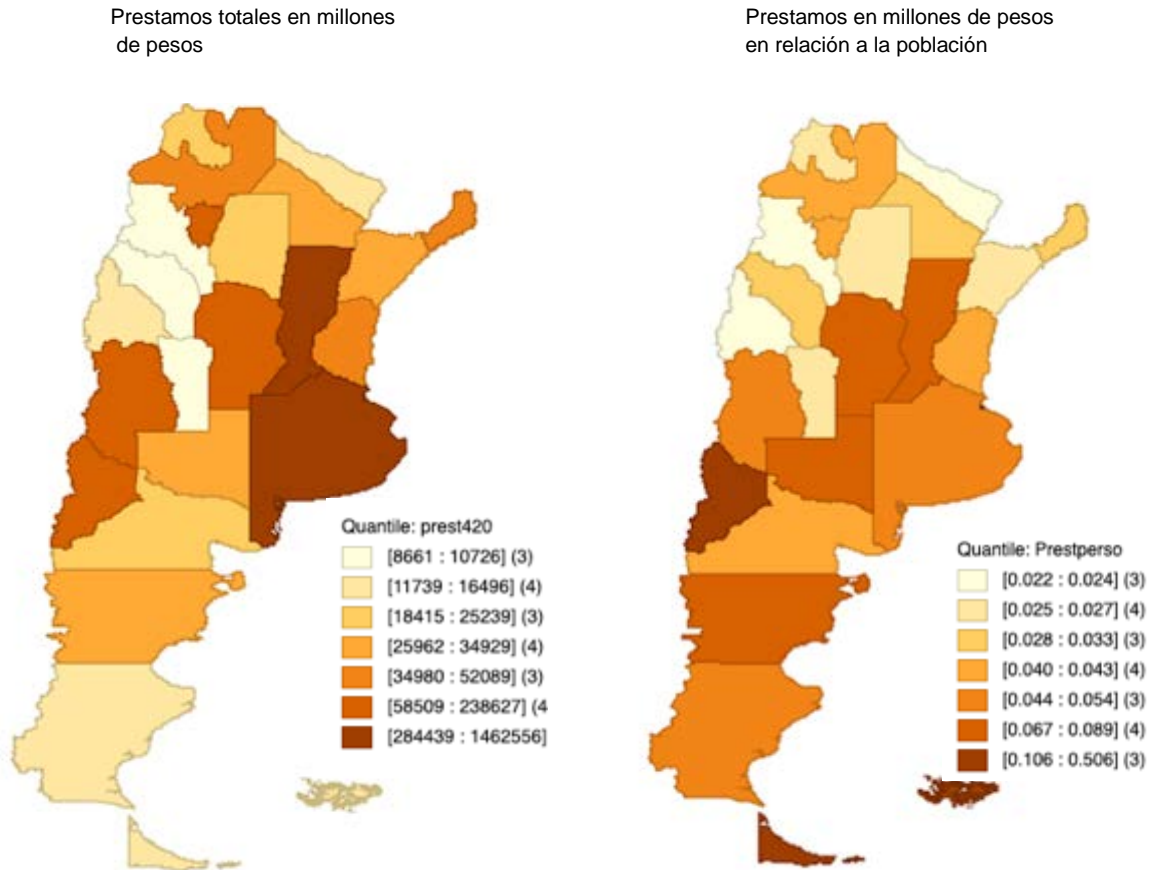 Prestamos totales en millones
de pesos
Prestamos en millones de pesos
en relación a la población
Quantile: prest420
[8661 : 10726] (3)
[11739 : 16496] (4)
[18415 : 25239] (3)
[25962 : 34929] (4)
[34980 : 52089] (3)
[58509 : 238627] (4
[284439 : 1462556]
Quantile: Prestperso
[0.022 : 0.024] (3)
[0.025 : 0.027] (4)
[0.028 : 0.033] (3)
[0.040 : 0.043] (4)
[0.044 : 0.054] (3)
[0.067 : 0.089] (4)
[0.106 : 0.506] (3)